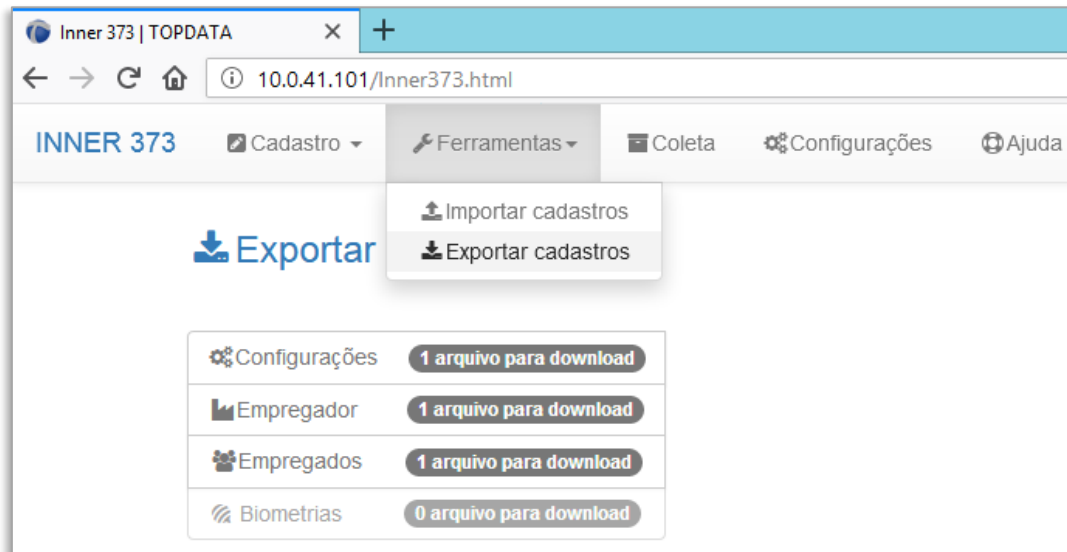 Inner 373 | TOPDATA
10.0.41.101/Inner373.html
INNER 373 Cadastro Ferramentas Coleta Configurações Ajuda
Importar cadastros
Exportar cadastros
Exportar
Configurações 1 arquivo para download
Empregador 1 arquivo para download
Empregados 1 arquivo para download
Biometrias 0 arquivo para download